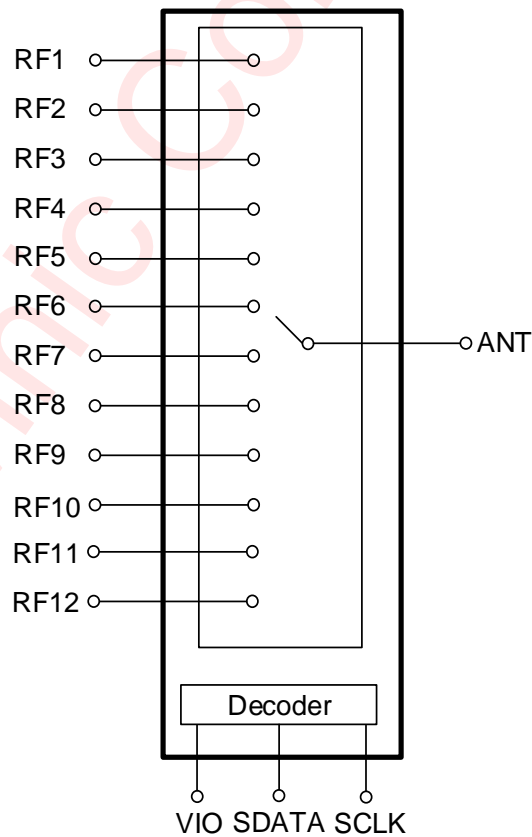 RF1
RF2
RF3
RF4
RF5
RF6
ANT
RF7
RF8
RF9
RF10
RF11
RF12
Decoder
VIO SDATA SCLK